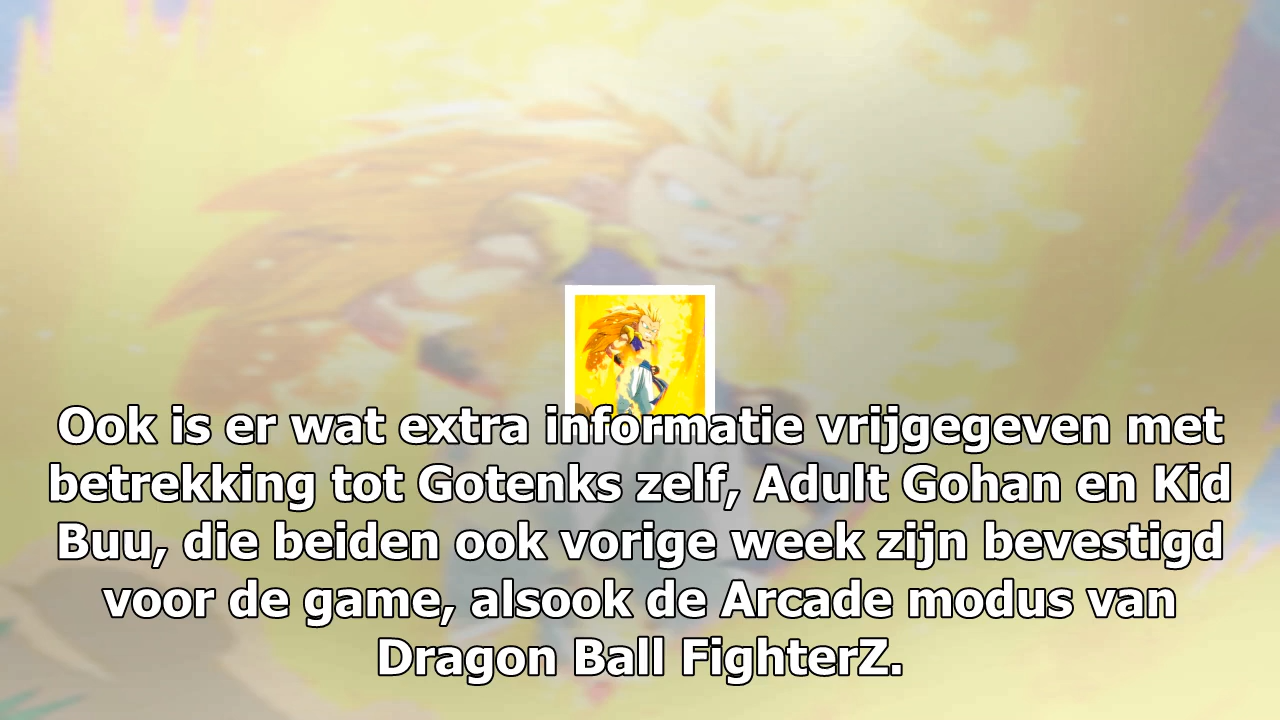 Ook is er wat extra informatie vrijgegeven met
betrekking tot Gotenks zelf, Adult Gohan en Kid
Buu, die beiden ook vorige week zijn bevestigd
voor de game, alsook de Arcade modus van
Dragon Ball FighterZ.